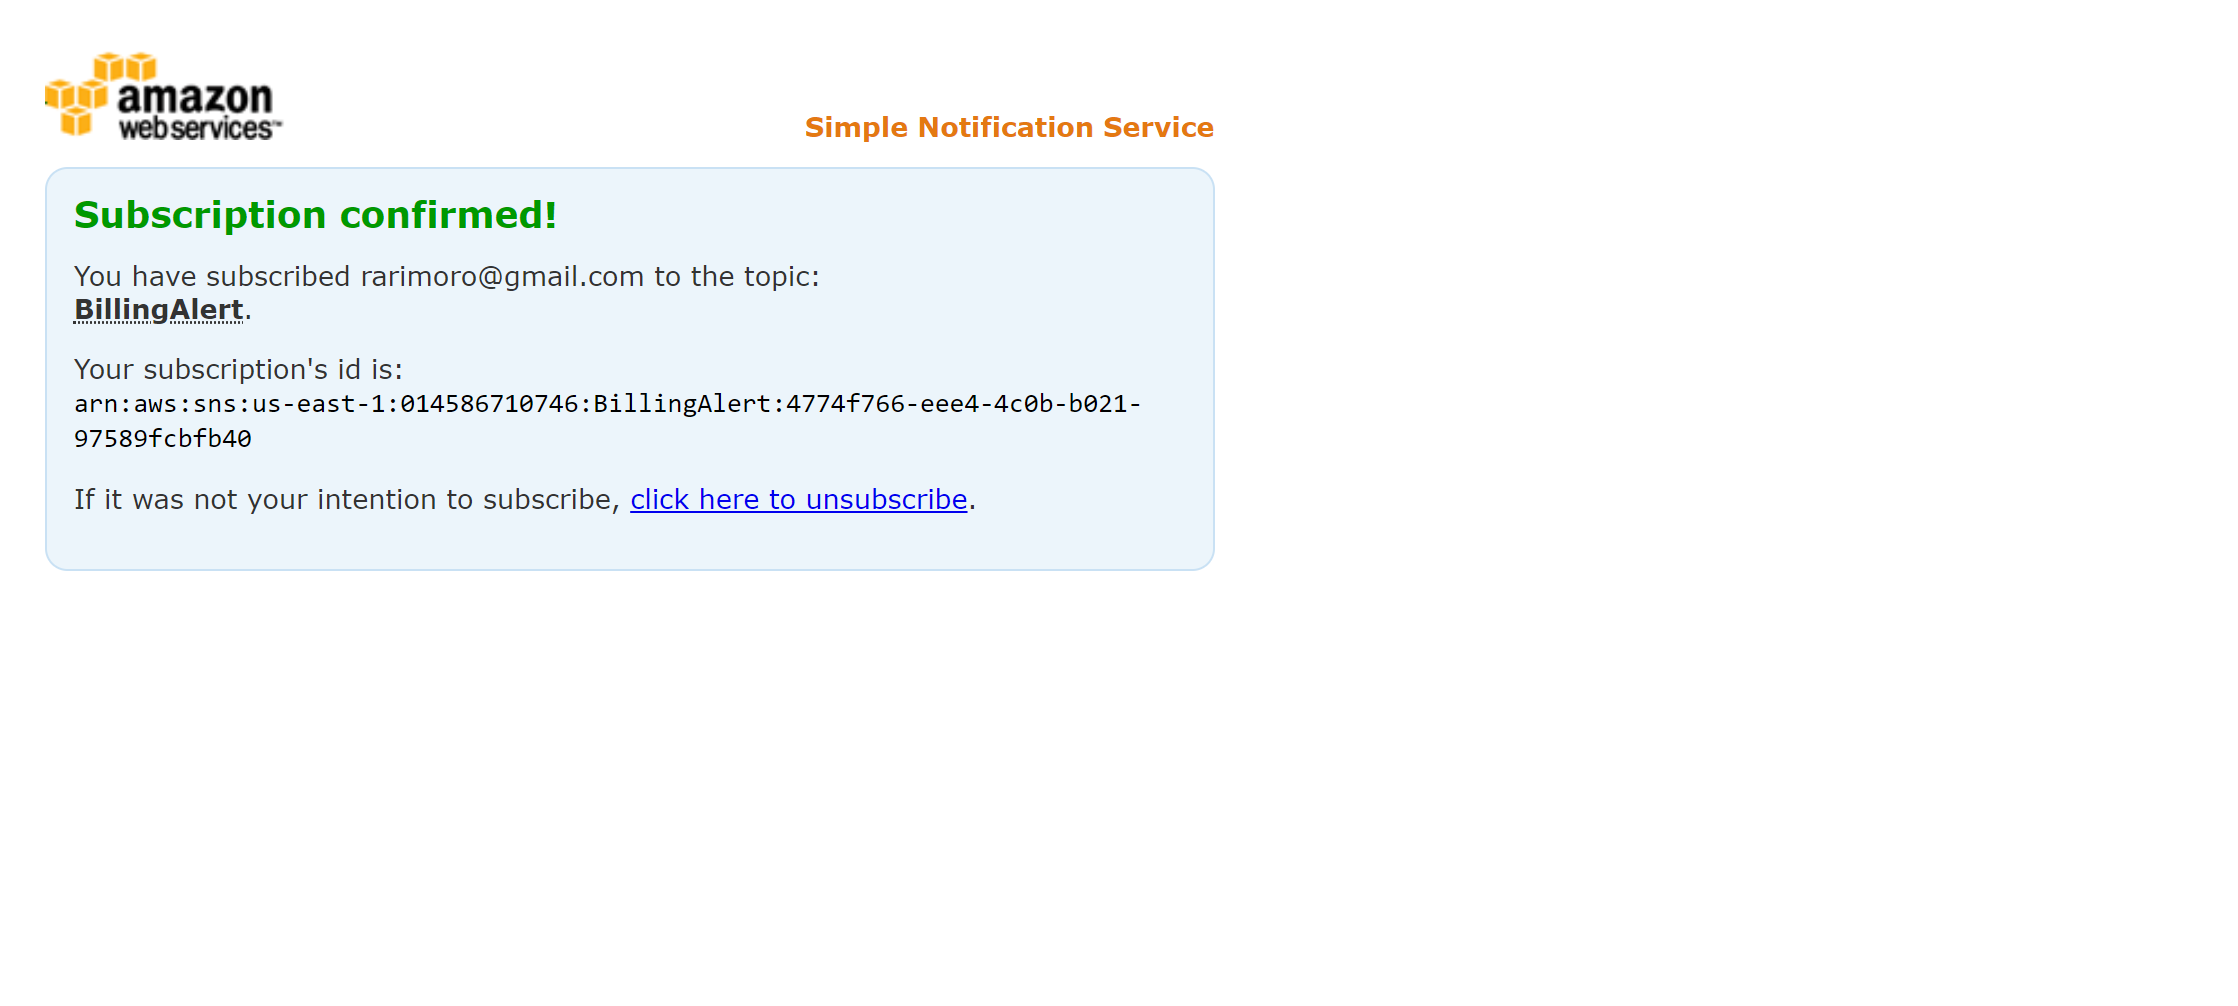 amazon
webservices™
Simple Notification Service
Subscription confirmed!
You have subscribed rarimoro@gmail.com to the topic:
BillingAlert.
Your subscription's id is:
arn:aws:sns:us-east-1:014586710746:BillingAlert:4774f766-eee4-4c0b-b021-
97589fcbfb40
If it was not your intention to subscribe, click here to unsubscribe.